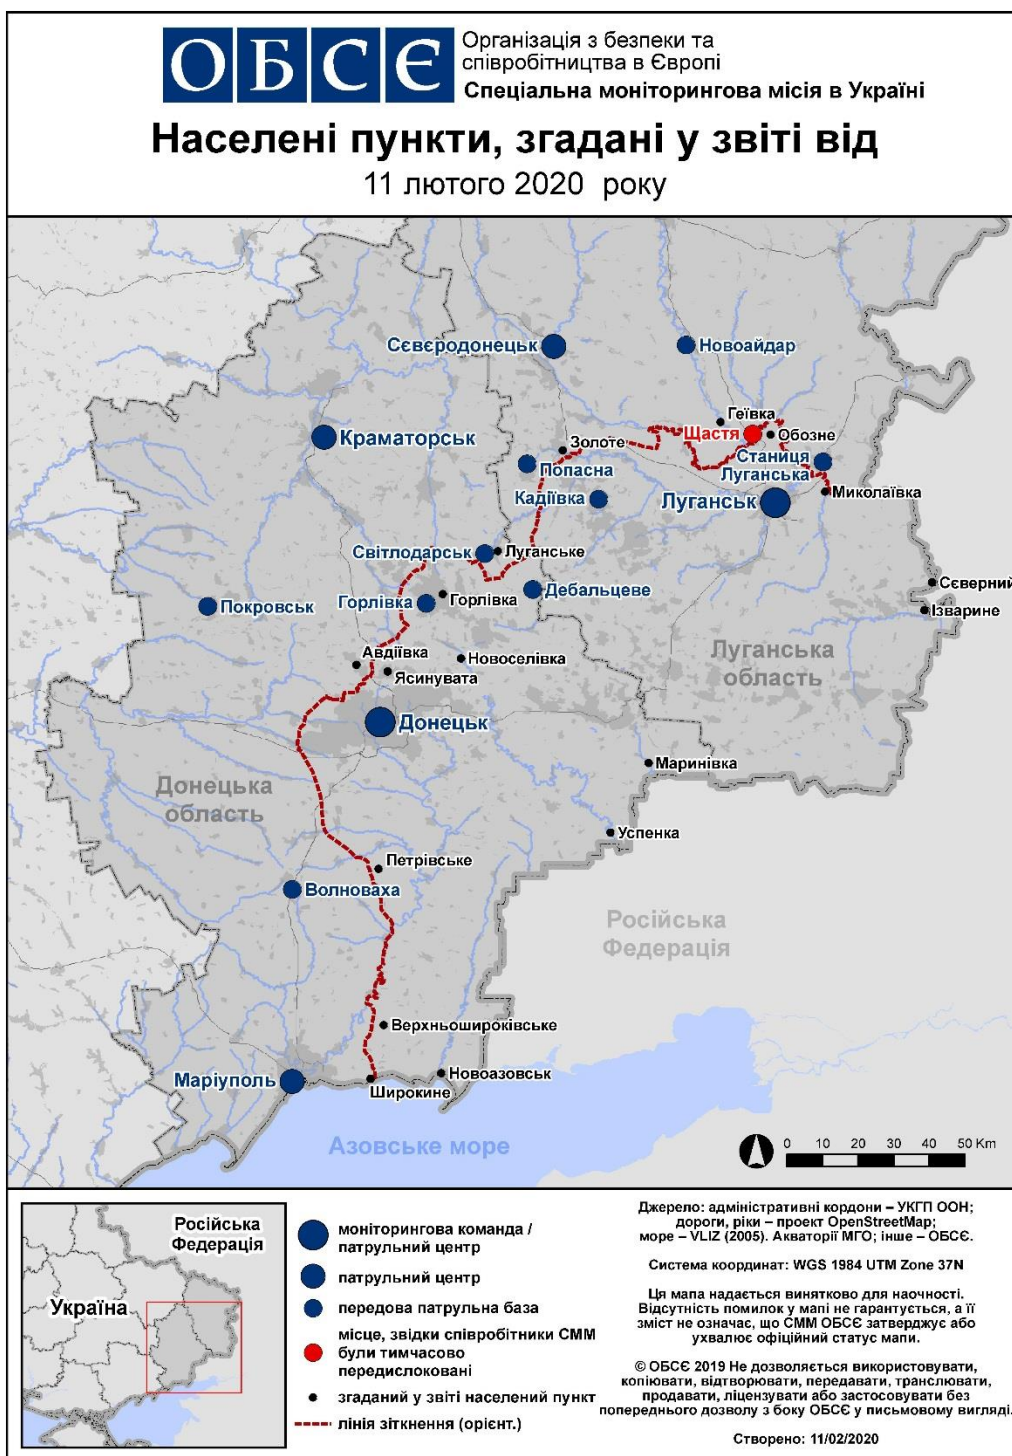 ОБСЄ
Організація з безпеки та
співробітництва в Європі
Спеціальна моніторингова місія в Україні
Населені пункти, згадані у звіті від
11 лютого 2020 року
Сєвєродонецьк
Новоайдар
Геївка
Щастя
Обозне
Краматорськ
Золоте
Станиця
Луганська
Попасна
Кадіївка
Луганськ
Миколаївка
Світлодарськ
Луганське
Дебальцеве
Сєверний
Ізварине
Покровськ
Горлівка
Горлівка
Авдіївка
Новоселівка
Ясинувата
Луганська
область
Донецьк
Маринівка
Донецька
область
Успенка
Петрівське
Волноваха
Російська
Федерація
Верхньошироківське
Маріуполь
Новоазовськ
Широкине
Азовське море
0 10 20 30 40 50 Km
Російська
Федерація
Україна
моніторингова команда /
патрульний центр
патрульний центр
передова патрульна база
місце, звідки співробітники СММ
були тимчасово
передислоковані
згаданий у звіті населений пункт
лінія зіткнення (орієнт.)
Джерело: адміністративні кордони – УКГП ООН;
дороги, ріки – проект OpenStreetMap;
море – VLIZ (2005). Акваторії МГО; інше – ОБСЄ.
Система координат: WGS 1984 UTM Zone 37N
Ця мапа надається винятково для наочності.
Відсутність помилок у мапі не гарантується, а її
зміст не означає, що СММ ОБСЄ затверджує або
ухвалює офіційний статус мапи.
© ОБСЄ 2019 Не дозволяється використовувати,
копіювати, відтворювати, передавати, транслювати,
продавати, ліцензувати або застосовувати без
попереднього дозволу з боку ОБСЄ у письмовому вигляді.
Створено: 11/02/2020